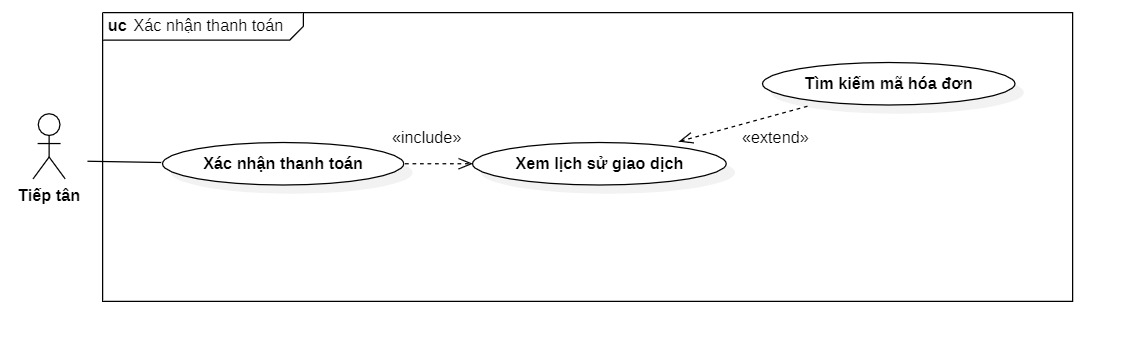 uc Xác nhận thanh toán
Tìm kiếm mã hóa đơn
«include»
«extend»
Xác nhận thanh toán
Xem lịch sử giao dịch
Tiếp tân